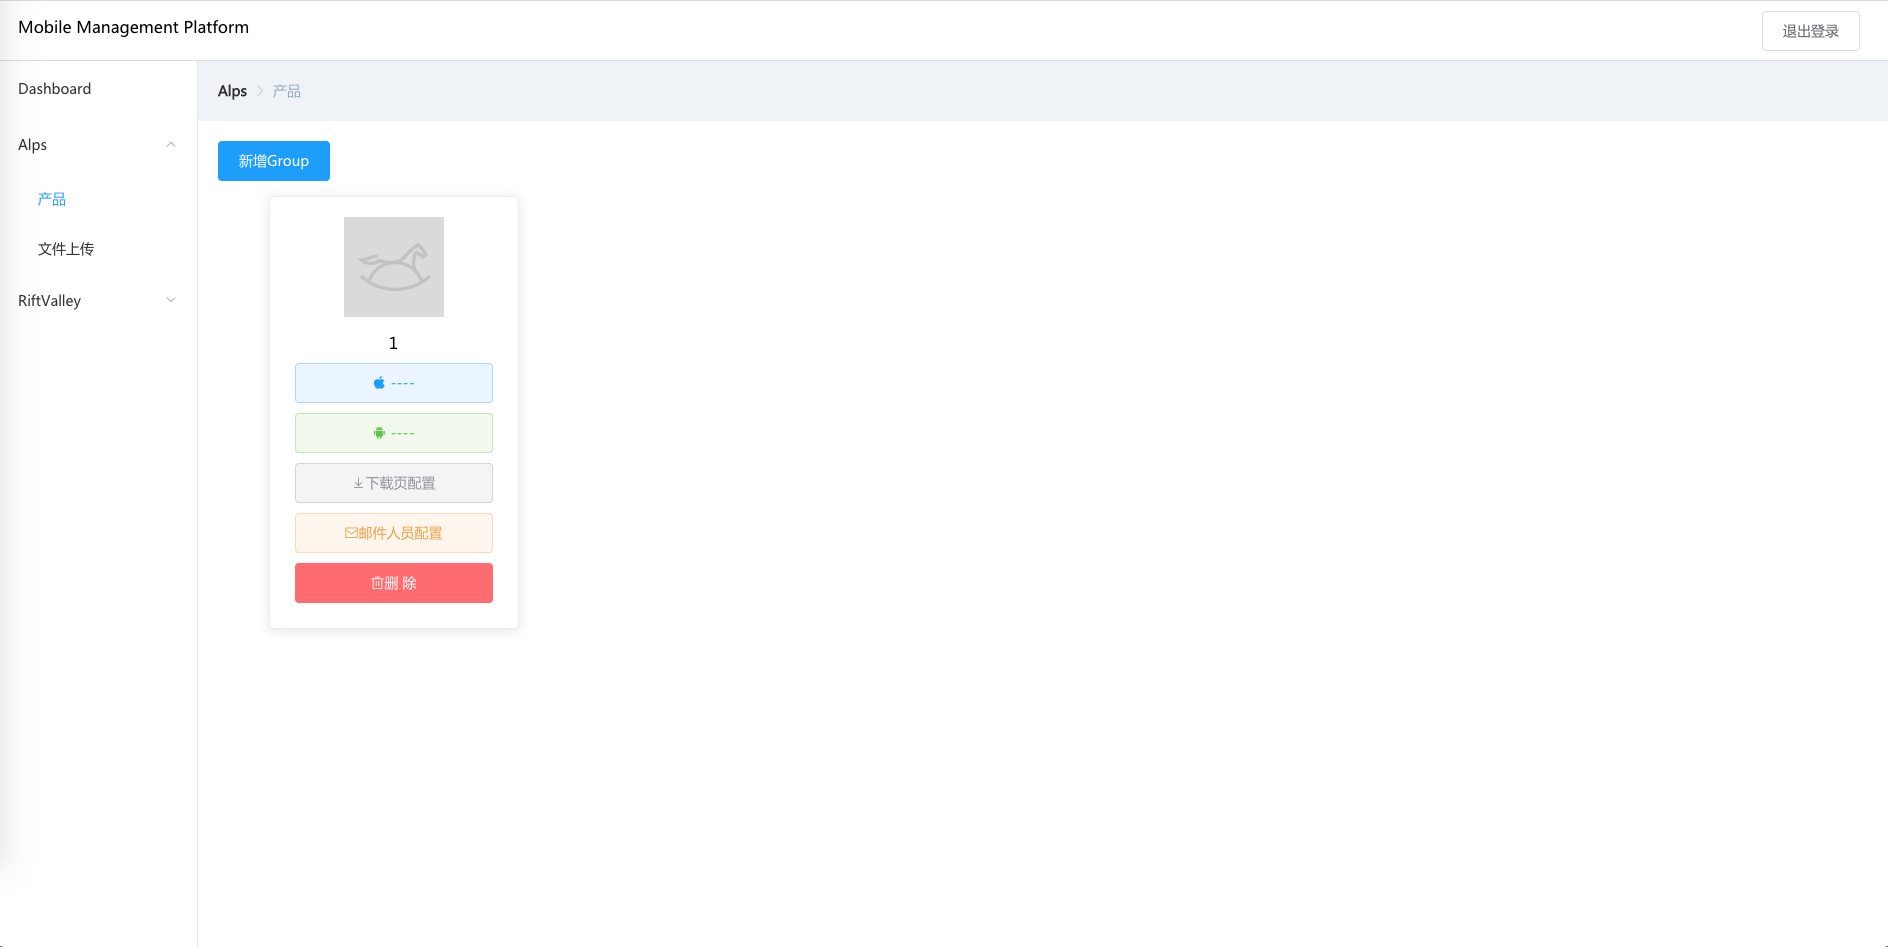 Mobile Management Platform
退出登录
Dashboard
Alps
产品
文件上传
RiftValley
Alps
产品
新增Group
1
----
----
下载页配置
邮件人员配置
删 除